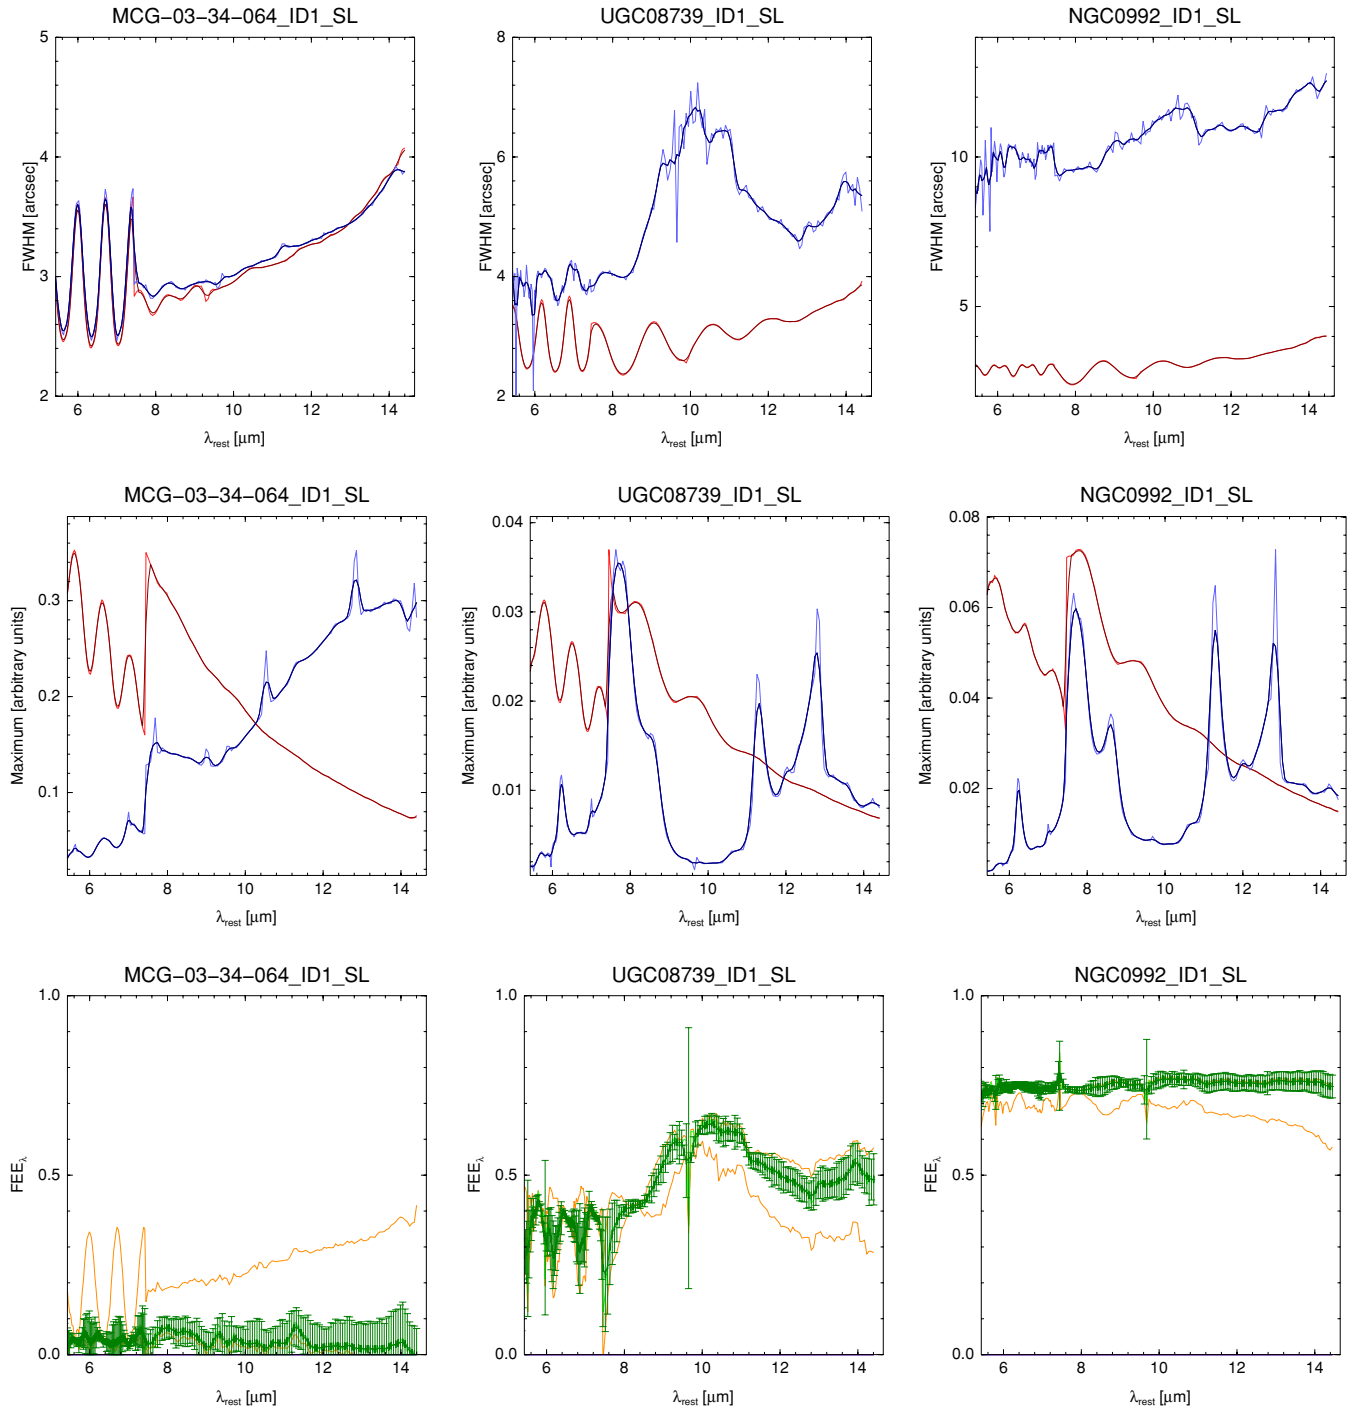 MCG−03−34−064_ID1_SL
UGC08739_ID1_SL
NGC0992_ID1_SL
FWHM [arcsec]
5
4
3
2
6 8 10 12 14
λrest [μm]
FWHM [arcsec]
8
6
4
2
6 8 10 12 14
λrest [μm]
FWHM [arcsec]
10
5
6 8 10 12 14
λrest [μm]
MCG−03−34−064_ID1_SL
UGC08739_ID1_SL
NGC0992_ID1_SL
Maximum [arbitrary units]
0.3
0.2
0.1
6 8 10 12 14
λrest [μm]
Maximum [arbitrary units]
0.04
0.03
0.02
0.01
6 8 10 12 14
λrest [μm]
Maximum [arbitrary units]
0.08
0.06
0.04
0.02
6 8 10 12 14
λrest [μm]
MCG−03−34−064_ID1_SL
UGC08739_ID1_SL
NGC0992_ID1_SL
FEEλ
1.0
0.5
0.0
6 8 10 12 14
λrest [μm]
FEEλ
1.0
0.5
0.0
6 8 10 12 14
λrest [μm]
FEEλ
1.0
0.5
0.0
6 8 10 12 14
λrest [μm]